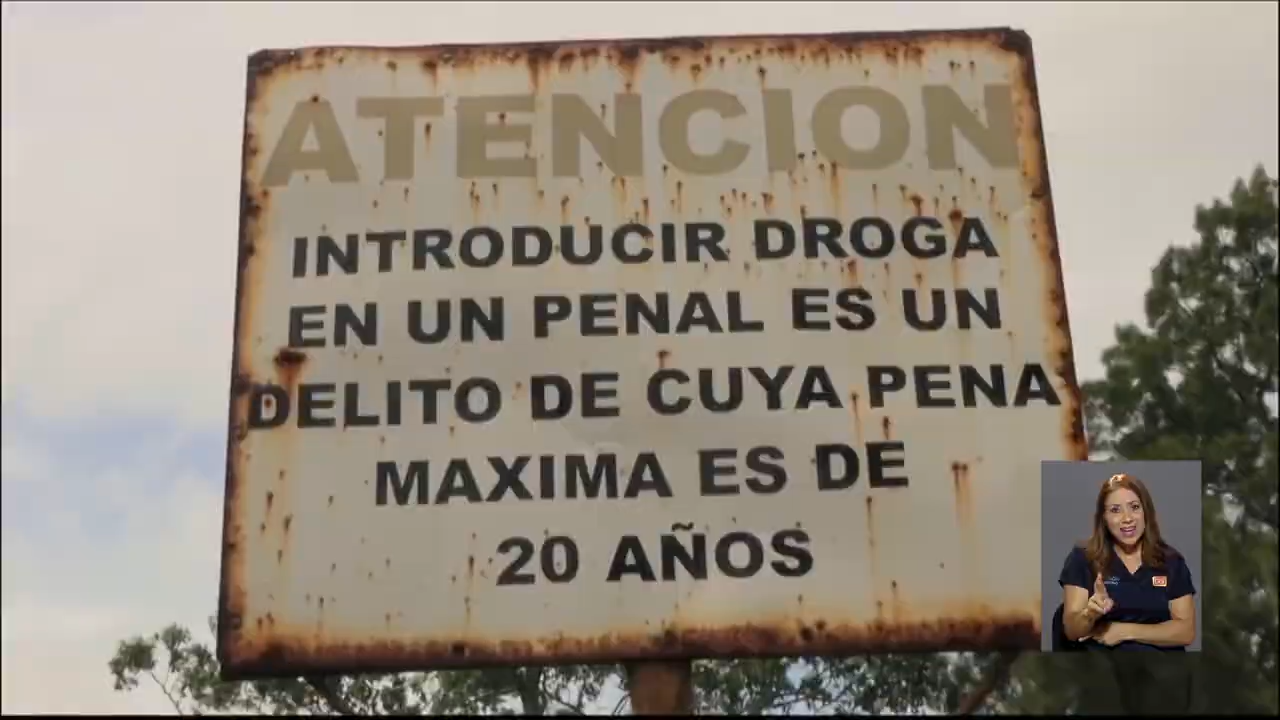 ATENCION
INTRODUCIR DROGA
EN UN PENAL ES UN
DELITO DE CUYA PENA
MAXIMA ES DE
20 AÑOS